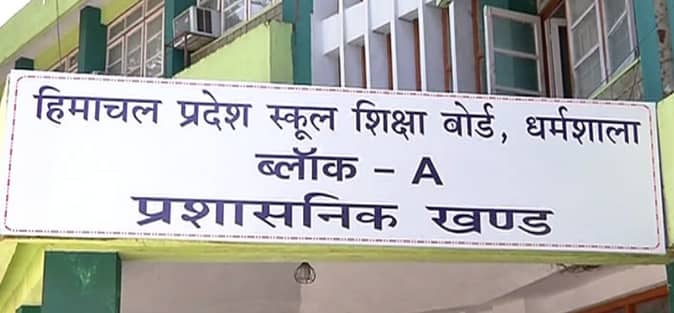 हिमाचल प्रदेश स्कूल शिक्षा बोर्ड, धर्मशाला
ब्लॉक - A
प्रशासनिक खण्ड